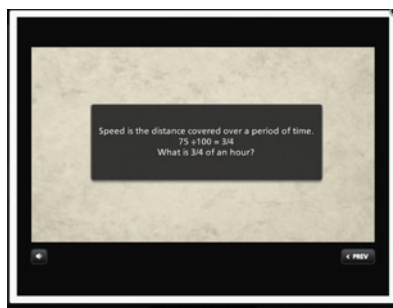 Speed is the distance covered over a period of time.
75 ÷100 = 3/4
What is 3/4 of an hour?
< PREV